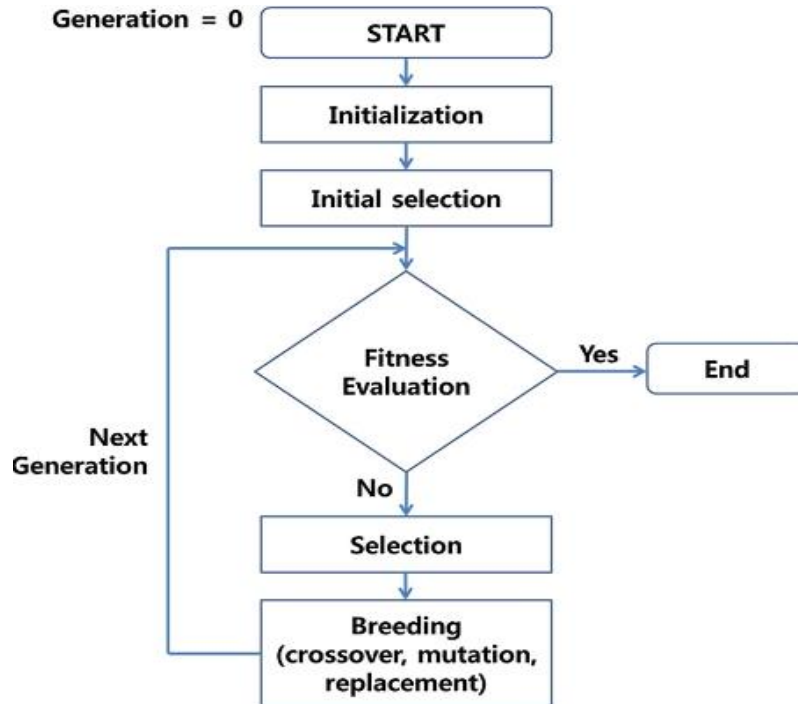 Generation = 0
START
Initialization
Initial selection
Fitness
Evaluation
Yes
End
Next
Generation
No
Selection
Breeding
(crossover, mutation,
replacement)